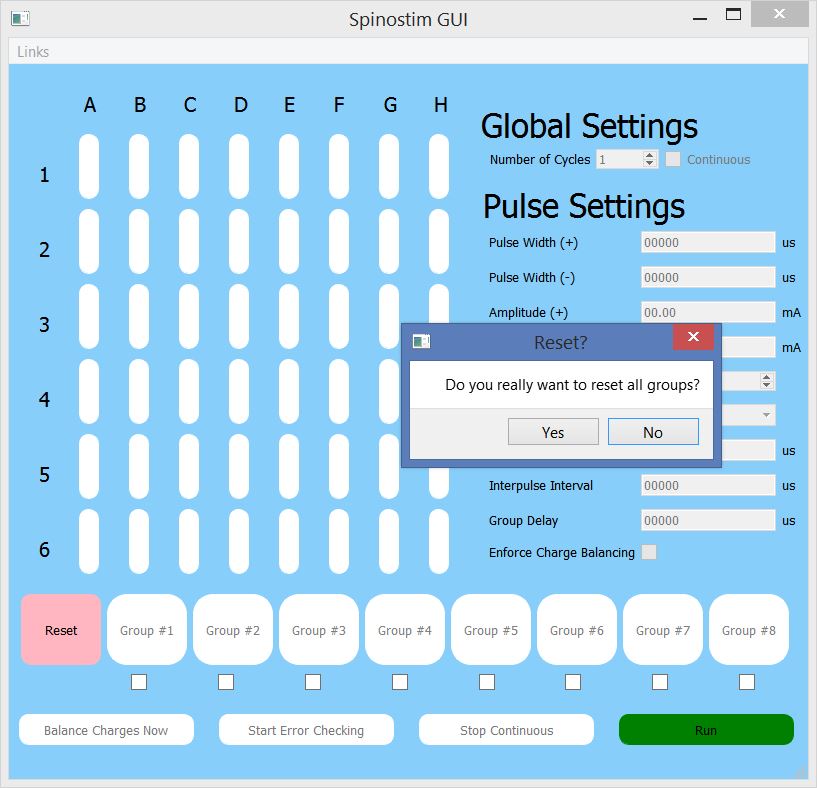 Spinostim GUI
Links
A B C D E F G H
1
2
3
4
5
6
Global Settings
Number of Cycles 1 Continuous
Pulse Settings
Pulse Width (+) 00000 us
Pulse Width (-) 00000 us
Amplitude (+) 00.00 mA
mA
us
Interpulse Interval 00000 us
Group Delay 00000 us
Enforce Charge Balancing
Reset?
Do you really want to reset all groups?
Yes No
Reset Group #1 Group #2 Group #3 Group #4 Group #5 Group #6 Group #7 Group #8
Balance Charges Now Start Error Checking Stop Continuous Run